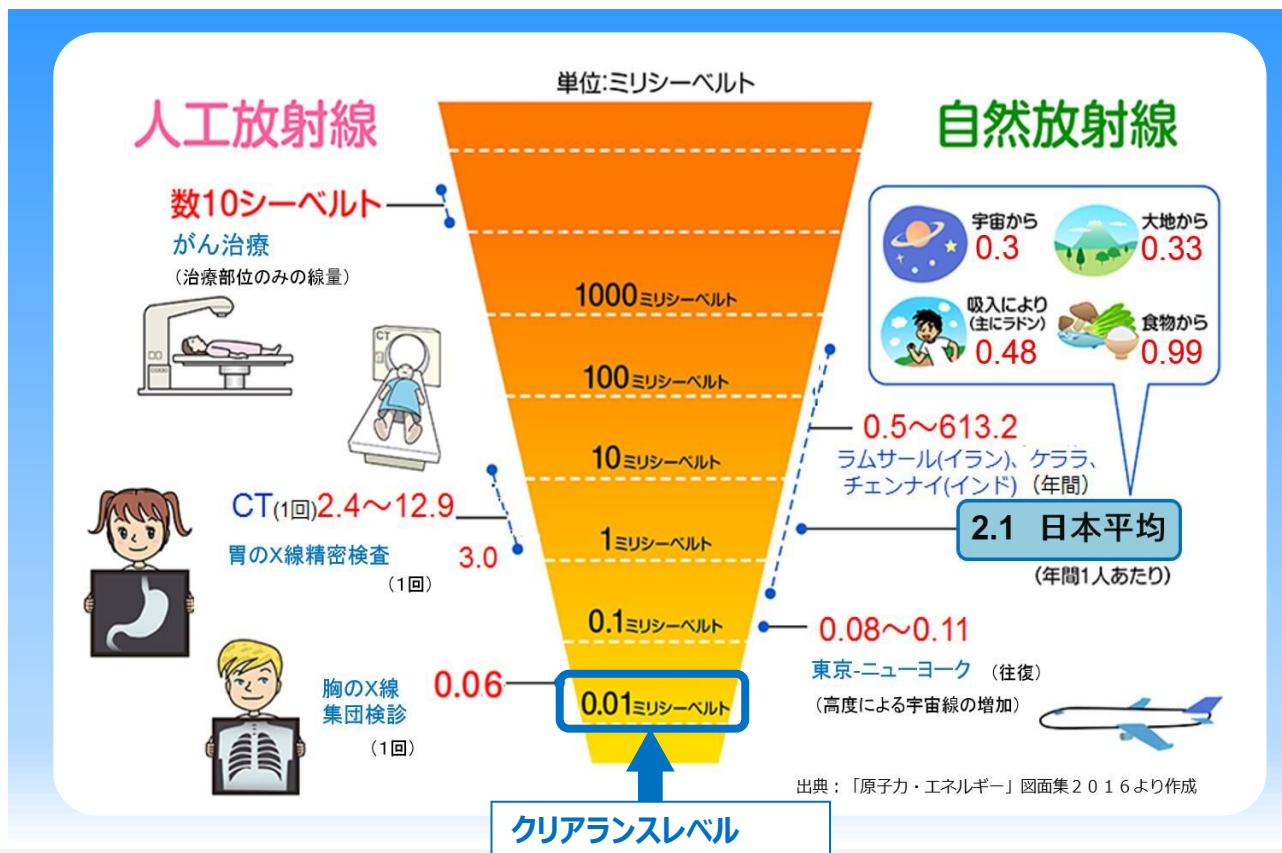 単位:ミリシーベルト
人工放射線
数10シーベルト
がん治療
(治療部位のみの線量)
CT
CT(1回)2.4〜12.9
胃のX線精密検査 3.0
(1回)
胸のX線
集団検診
0.06
(1回)
1000ミリシーベルト
100ミリシーベルト
10ミリシーベルト
1ミリシーベルト
0.1ミリシーベルト
0.01ミリシーベルト
クリアランスレベル
自然放射線
宇宙から
0.3
大地から
0.33
吸入により
(主にラドン)
0.48
食物から
0.99
0.5〜613.2
ラムサール(イラン)、ケララ、
チェンナイ(インド) (年間)
2.1 日本平均
(年間1人あたり)
0.08〜0.11
東京-ニューヨーク (往復)
(高度による宇宙線の増加)
出典:「原子力・エネルギー」図面集2016より作成